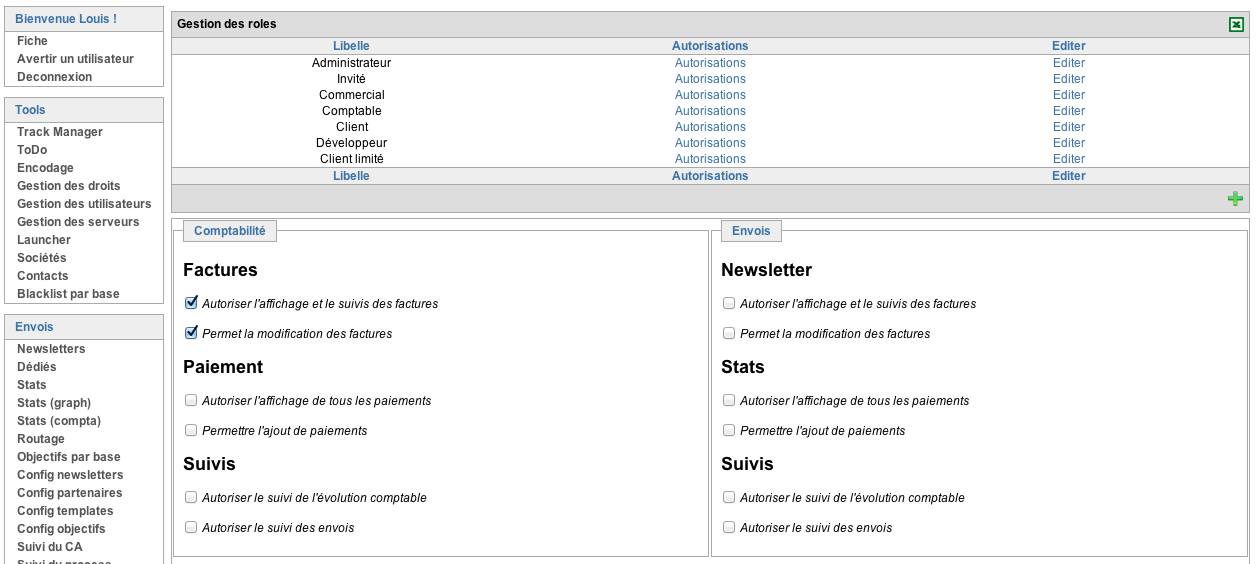 Bienvenue Louis !
Fiche
Avertir un utilisateur
Deconnexion
Tools
Track Manager
ToDo
Encodage
Gestion des droits
Gestion des utilisateurs
Gestion des serveurs
Launcher
Sociétés
Contacts
Blacklist par base
Envois
Newsletters
Dédiés
Stats
Stats (graph)
Stats (compta)
Routage
Objectifs par base
Config newsletters
Config partenaires
Config templates
Config objectifs
Suivi du CA
Suivi du process
Gestion des roles
Libelle Autorisations Editer
Administrateur Autorisations Editer
Invité Autorisations Editer
Commercial Autorisations Editer
Comptable Autorisations Editer
Client Autorisations Editer
Développeur Autorisations Editer
Client limité Autorisations Editer
Libelle Autorisations Editer
Comptabilité
Factures
Autoriser l'affichage et le suivis des factures
Permet la modification des factures
Paiement
Autoriser l'affichage de tous les paiements
Permettre l'ajout de paiements
Suivis
Autoriser le suivi de l'évolution comptable
Autoriser le suivi des envois
Envois
Newsletter
Autoriser l'affichage et le suivis des factures
Permet la modification des factures
Stats
Autoriser l'affichage de tous les paiements
Permettre l'ajout de paiements
Suivis
Autoriser le suivi de l'évolution comptable
Autoriser le suivi des envois